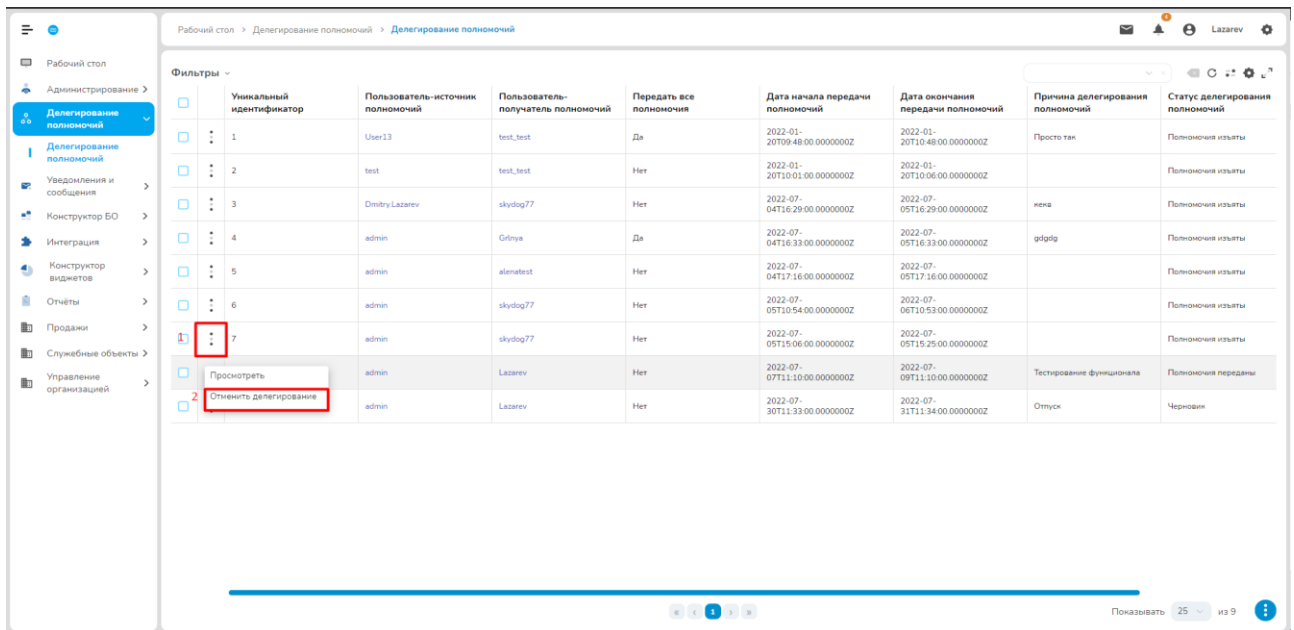 Рабочий стол > Делегирование полномочий > Делегирование полномочий
8
Lazarev
Рабочий стол
Администрирование
Делегирование
полномочий
Делегирование
полномочий
Уведомления и
сообщения
Конструктор БО
Интеграция
Конструктор
виджетов
Отчёты
Продажи
Служебные объекты
Управление
организацией
Фильтры
Уникальный идентификатор Пользователь-источник полномочий Пользователь-получатель полномочий Передать все полномочия Дата начала передачи полномочий Дата окончания передачи полномочий Причина делегирования полномочий Статус делегирования полномочий
1 User13 test_test Да 2022-01-20T09:48:00.0000000Z 2022-01-20T10:48:00.0000000Z Просто так Полномочия изъяты
2 test test_test Нет 2022-01-20T10:01:00.0000000Z 2022-01-20T10:06:00.0000000Z Полномочия изъяты
3 Dmitry.Lazarev skydog77 Нет 2022-07-04T16:29:00.0000000Z 2022-07-05T16:29:00.0000000Z кекв Полномочия изъяты
4 admin Grlnya Да 2022-07-04T16:33:00.0000000Z 2022-07-05T16:33:00.0000000Z gdgdg Полномочия изъяты
5 admin alenatest Нет 2022-07-04T17:16:00.0000000Z 2022-07-05T17:16:00.0000000Z Полномочия изъяты
6 admin skydog77 Нет 2022-07-05T10:54:00.0000000Z 2022-07-06T10:53:00.0000000Z Полномочия изъяты
1 7 admin skydog77 Нет 2022-07-05T15:06:00.0000000Z 2022-07-05T15:25:00.0000000Z Полномочия изъяты
Просмотреть admin Lazarev Нет 2022-07-07T11:10:00.0000000Z 2022-07-09T11:10:00.0000000Z Тестирование функционала Полномочия переданы
2 Отменить делегирование
admin Lazarev Нет 2022-07-30T11:33:00.0000000Z 2022-07-31T11:34:00.0000000Z Отпуск Черновик
« ‹ 1 › »
Показывать 25 из 9